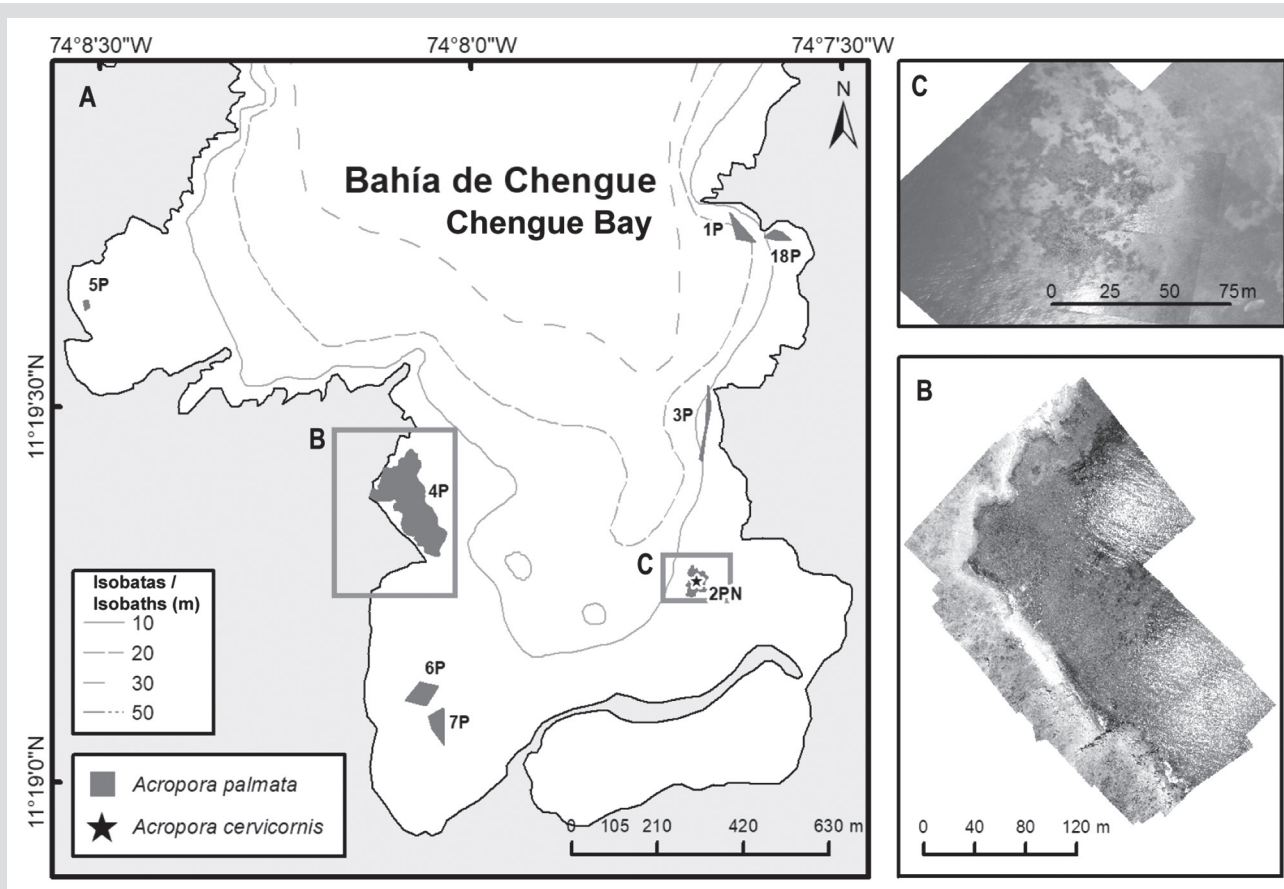 74°8'30"W
74°8'0"W
74°7'30"W
A
N
Bahía de Chengue
Chengue Bay
1P
18P
5P
11°19'30"N
3P
B
4P
C
2PN
Isobatas /
Isobaths (m)
10
20
30
50
6P
7P
11°19'0"N
Acropora palmata
Acropora cervicornis
0 105 210 420 630 m
C
0 25 50 75 m
B
0 40 80 120 m